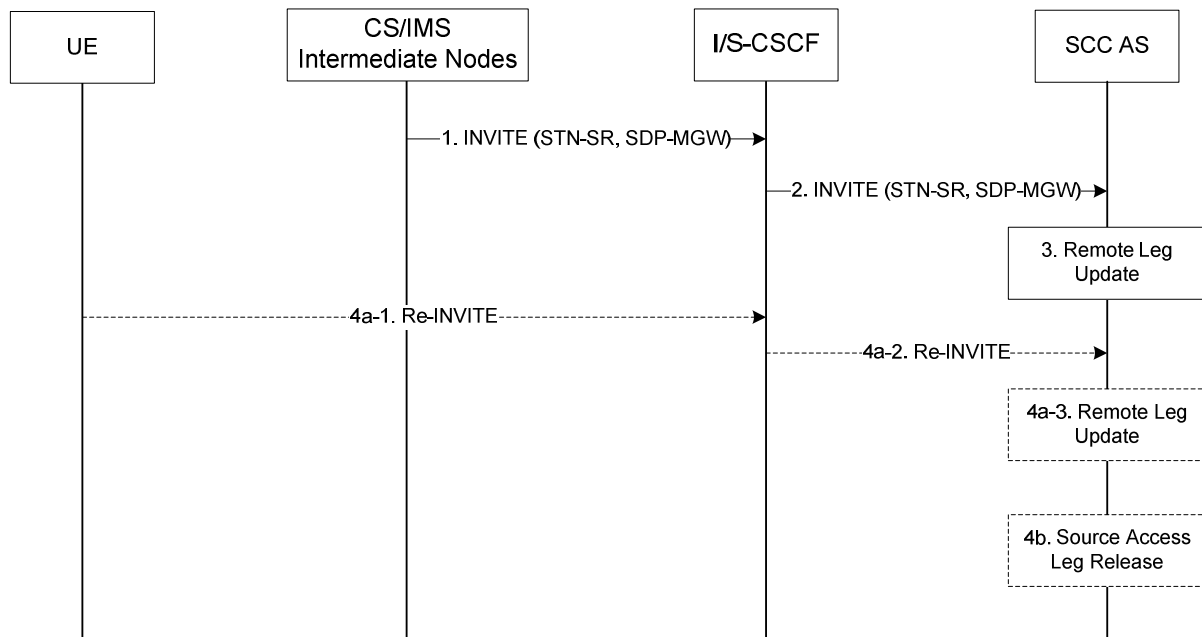 UE
CS/IMS
Intermediate Nodes
I/S-CSCF
SCC AS
1. INVITE (STN-SR, SDP-MGW)
2. INVITE (STN-SR, SDP-MGW)
3. Remote Leg
Update
4a-1. Re-INVITE
4a-2. Re-INVITE
4a-3. Remote Leg
Update
4b. Source Access
Leg Release